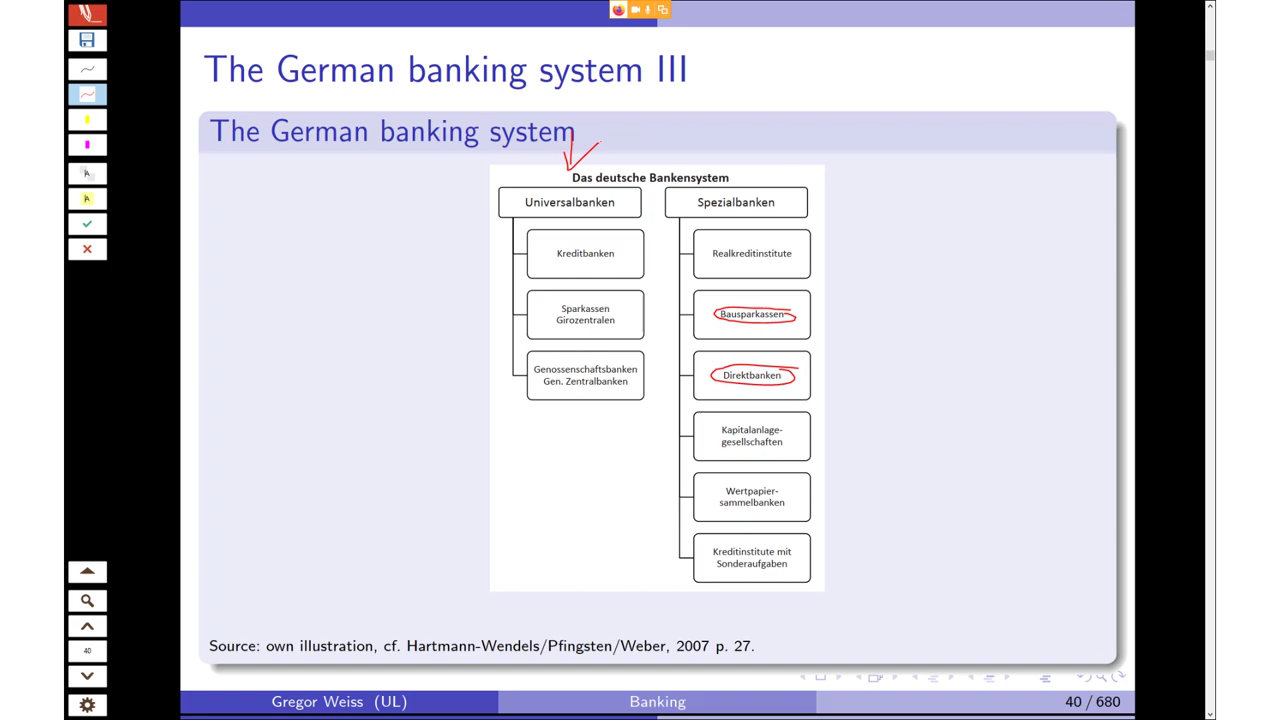 The German banking system III
The German banking system
Das deutsche Bankensystem
Universalbanken
Spezialbanken
Kreditbanken
Realkreditinstitute
Sparkassen
Girozentralen
Bausparkassen
Genossenschaftsbanken
Gen. Zentralbanken
Direktbanken
Kapitalanlage-
gesellschaften
Wertpapier-
sammelbanken
Kreditinstitute mit
Sonderaufgaben
Source: own illustration, cf. Hartmann-Wendels/Pfingsten/Weber, 2007 p. 27.
40
Gregor Weiss (UL)
Banking
40 / 680